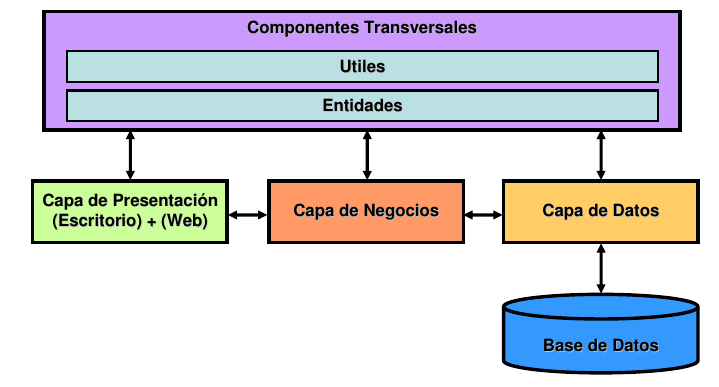 Componentes Transversales
Utiles
Entidades
Capa de Presentación
(Escritorio) + (Web)
Capa de Negocios
Capa de Datos
Base de Datos